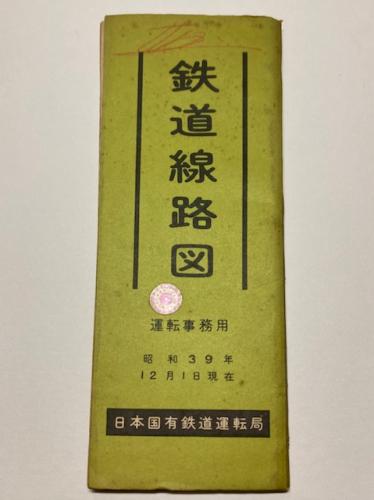 鉄道線路図
運転事務用
昭和39年
12月1日現在
日本国有鉄道運転局